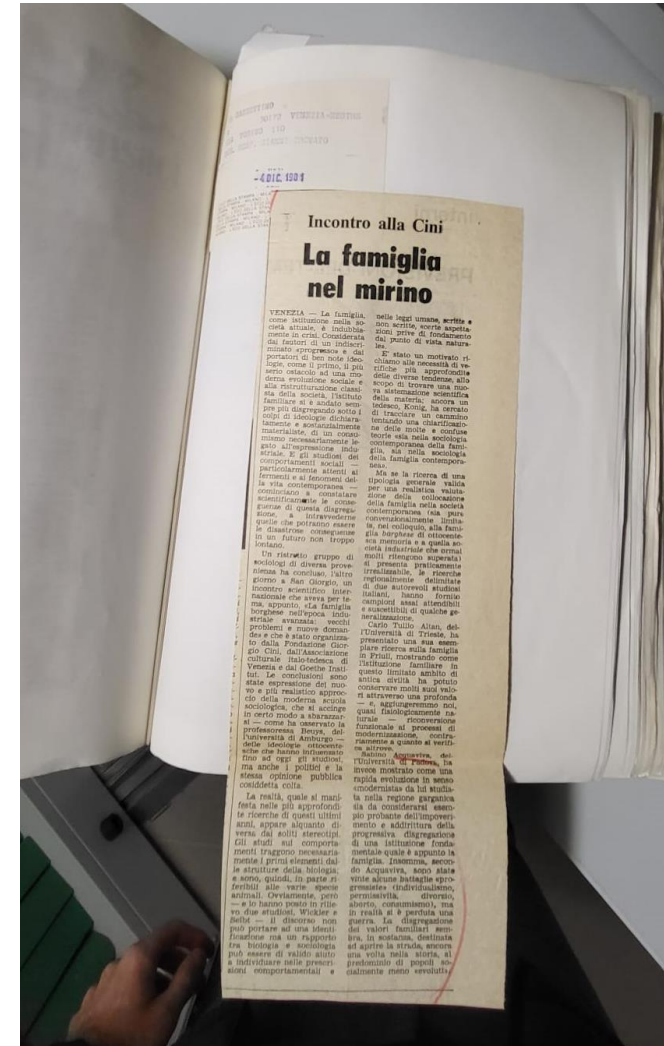 30172 VENEZIA-MESTRE
-4 DIC. 1981
Incontro alla Cini
La famiglia
nel mirino
VENEZIA — La famiglia,
come istituzione nella so-
cietà attuale, è indubbia-
mente in crisi. Considerata
dai fautori di un indiscri-
minato «progresso» e dai
portatori di ben note ideo-
logie, come il primo, il più
serio ostacolo ad una mo-
derna evoluzione sociale e
alla ristrutturazione classi-
sta della società, l'istituto
familiare si è andato sem-
pre più disgregando sotto i
colpi di ideologie dichiara-
tamente e sostanzialmente
materialiste, di un consu-
mismo necessariamente le-
gato all'espressione indu-
striale. E gli studiosi dei
comportamenti sociali —
particolarmente attenti ai
fermenti e ai fenomeni del-
la vita contemporanea —
cominciano a constatare
scientificamente le conse-
guenze di questa disgrega-
zione, a intravvederne
quelle che potranno essere
le disastrose conseguenze
in un futuro non troppo
lontano.
Un ristretto gruppo di
sociologi di diversa prove-
nienza ha concluso, l'altro
giorno a San Giorgio, un
incontro scientifico inter-
nazionale che aveva per te-
ma, appunto, «La famiglia
borghese nell'epoca indu-
striale avanzata: vecchi
problemi e nuove doman-
de» e che è stato organizza-
to dalla Fondazione Gior-
gio Cini, dall'Associazione
culturale italo-tedesca di
Venezia e dal Goethe Insti-
tut. Le conclusioni sono
state espressione del nuo-
vo e più realistico approc-
cio della moderna scuola
sociologica, che si accinge
in certo modo a sbarazzar-
si — come ha osservato la
professoressa Beuys, del-
l'università di Amburgo —
delle ideologie ottocente-
sche che hanno influenzato
fino ad oggi gli studiosi,
ma anche i politici e la
stessa opinione pubblica
cosiddetta colta.
La realtà, quale si mani-
festa nelle più approfondi-
te ricerche di questi ultimi
anni, appare alquanto di-
versa dai soliti stereotipi.
Gli studi sui comporta-
menti traggono necessaria-
mente i primi elementi dal-
le strutture della biologia;
e sono, quindi, in parte ri-
feribili alle varie specie
animali. Ovviamente, però
— e lo hanno posto in rilie-
vo due studiosi, Wickler e
Seibt — il discorso non
può portare ad una identi-
ficazione ma un rapporto
tra biologia e sociologia
può essere di valido aiuto
a individuare nelle prescri-
zioni comportamentali e
nelle leggi umane, scritte e
non scritte, «certe aspetta-
zioni prive di fondamento
dal punto di vista natura-
le».
E' stato un motivato ri-
chiamo alle necessità di ve-
rifiche più approfondite
delle diverse tendenze, allo
scopo di trovare una nuo-
va sistemazione scientifica
della materia; ancora un
tedesco, Konig, ha cercato
di tracciare un cammino
tentando una chiarificazio-
ne delle molte e confuse
teorie «sia nella sociologia
contemporanea della fami-
glia, sia nella sociologia
della famiglia contempora-
nea».
Ma se la ricerca di una
tipologia generale valida
per una realistica valuta-
zione della collocazione
della famiglia nella società
contemporanea (sia pure
convenzionalmente limita-
ta, nel colloquio, alla fami-
glia borghese di ottocente-
sca memoria e a quella so-
cietà industriale che ormai
molti ritengono superata)
si presenta praticamente
irrealizzabile, le ricerche
regionalmente delimitate
di due autorevoli studiosi
italiani, hanno fornito
campioni assai attendibili
e suscettibili di qualche ge-
neralizzazione.
Carlo Tullio Altan, del-
l'Università di Trieste, ha
presentato una sua esem-
plare ricerca sulla famiglia
in Friuli, mostrando come
l'istituzione familiare in
questo limitato ambito di
antica civiltà ha potuto
conservare molti suoi valo-
ri attraverso una profonda
— e, aggiungeremmo noi,
quasi fisiologicamente na-
turale — riconversione
funzionale ai processi di
modernizzazione, contra-
riamente a quanto si verifi-
ca altrove.
Sabino Acquaviva, del-
l'Università di Padova, ha
invece mostrato come una
rapida evoluzione in senso
«modernista» da lui studia-
ta nella regione garganica
sia da considerarsi esem-
pio probante dell'impoveri-
mento e addirittura della
progressiva disgregazione
di una istituzione fonda-
mentale quale è appunto la
famiglia. Insomma, secon-
do Acquaviva, sono state
vinte alcune battaglie «pro-
gressiste» (individualismo,
permissività, divorzio,
aborto, consumismo), ma
in realtà si è perduta una
guerra. La disgregazione
dei valori familiari sem-
bra, in sostanza, destinata
ad aprire la strada, ancora
una volta nella storia, al
predominio di popoli so-
cialmente meno «evoluti».